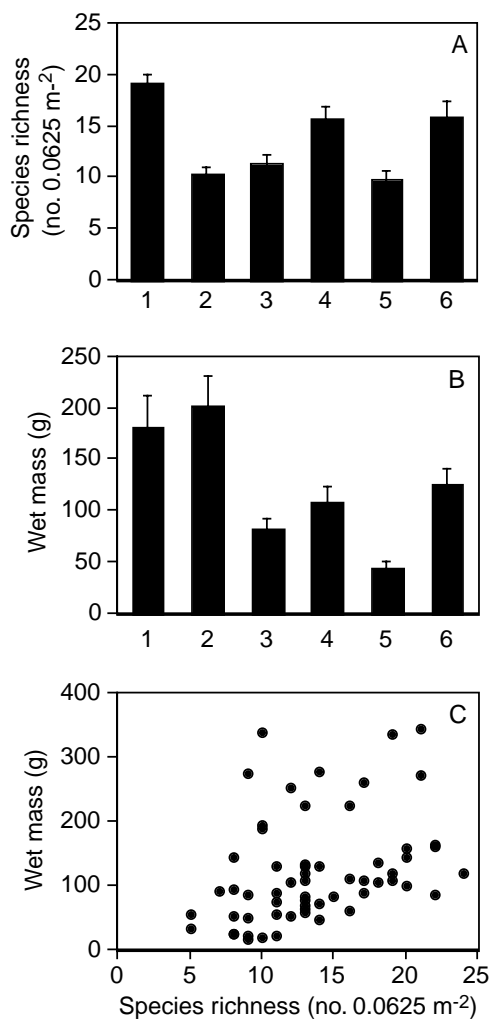 A
Species richness
(no. 0.0625 m-2)
25
20
15
10
5
0
1 2 3 4 5 6
B
Wet mass (g)
250
200
150
100
50
0
1 2 3 4 5 6
C
Wet mass (g)
400
300
200
100
0
0 5 10 15 20 25
Species richness (no. 0.0625 m-2)